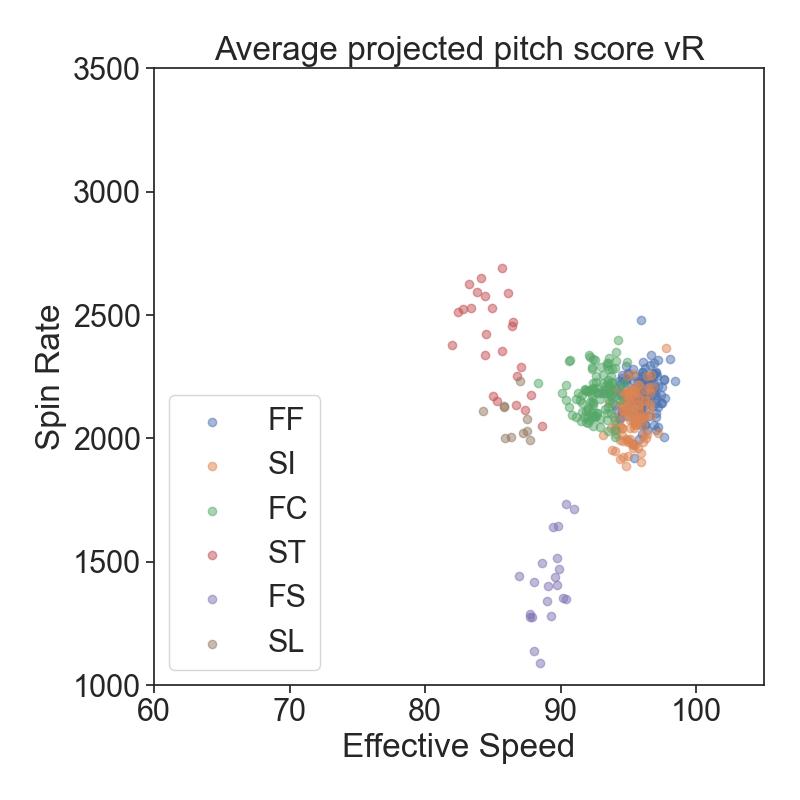 Average projected pitch score vR
3500
3000
2500
2000
1500
1000
Spin Rate
FF
SI
FC
ST
FS
SL
60
70
80
90
100
Effective Speed